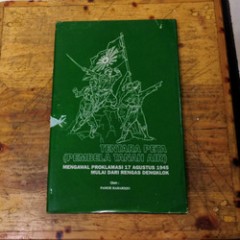 TENTARA PETA
(PEMBELA TANAH AIR)
MENGAWAL PROKLAMASI 17 AGUSTUS 1945
MULAI DARI RENGAS DENGKLOK